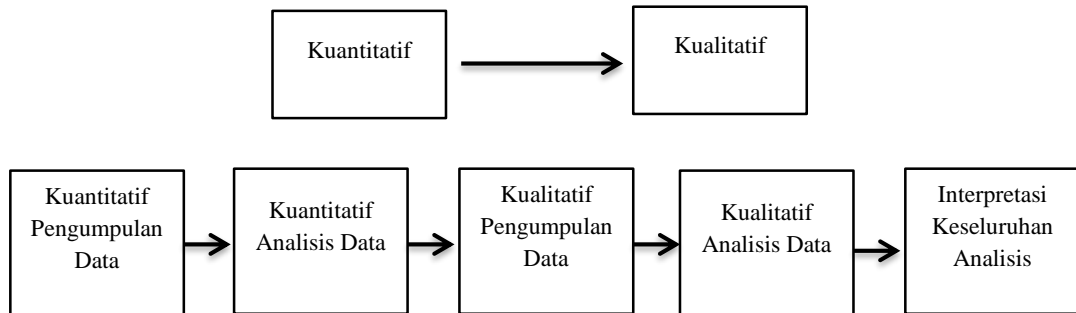 Kuantitatif
Kualitatif
Kuantitatif
Pengumpulan
Data
Kuantitatif
Analisis Data
Kualitatif
Pengumpulan
Data
Kualitatif
Analisis Data
Interpretasi
Keseluruhan
Analisis